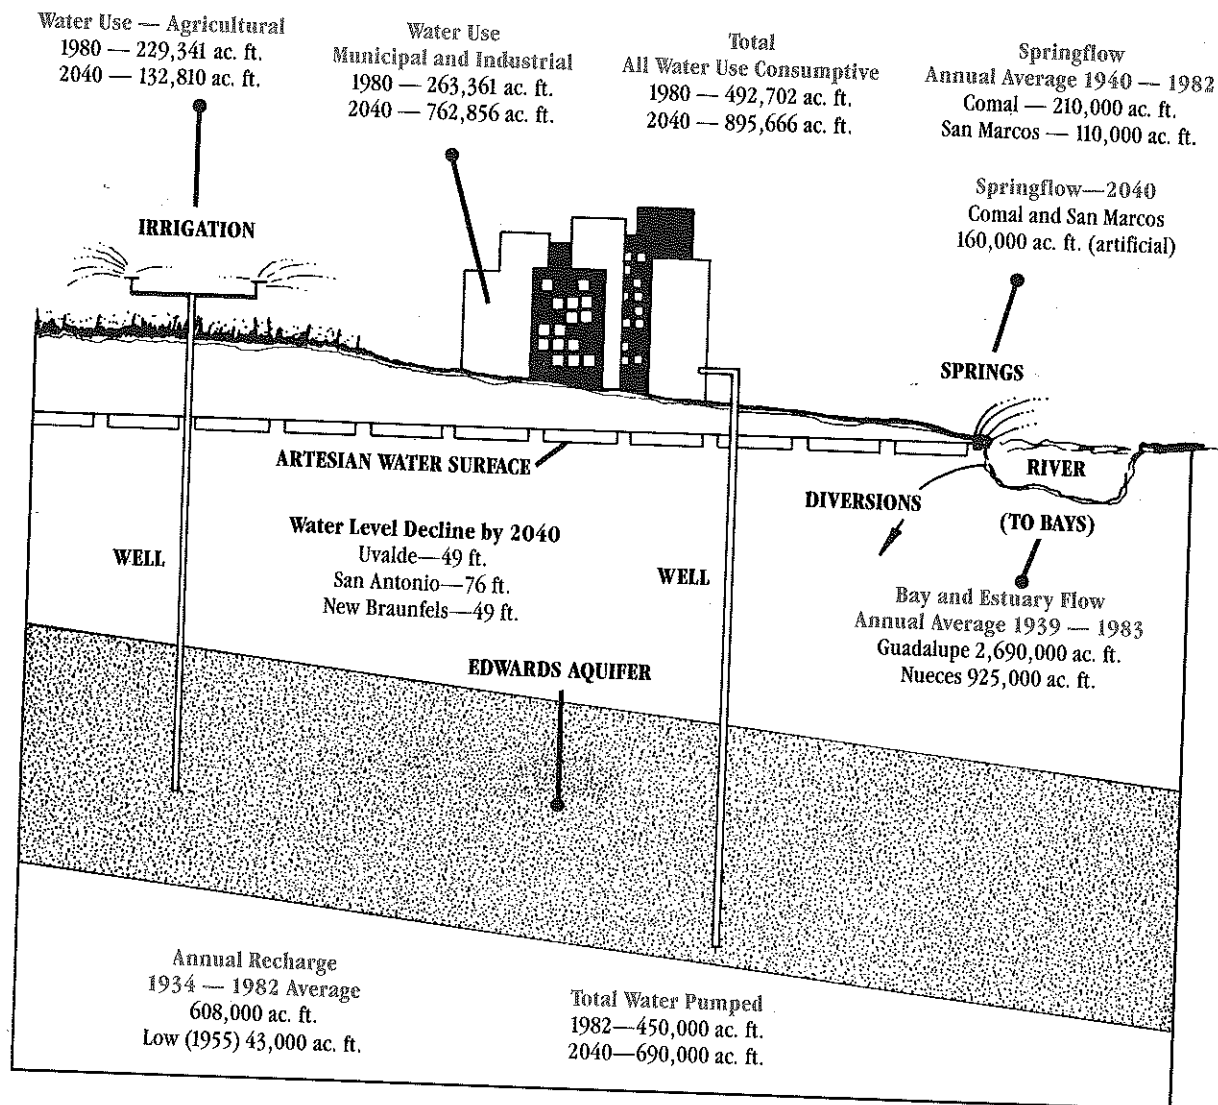 Water Use — Agricultural
1980 — 229,341 ac. ft.
2040 — 132,810 ac. ft.
Water Use
Municipal and Industrial
1980 — 263,361 ac. ft.
2040 — 762,856 ac. ft.
Total
All Water Use Consumptive
1980 — 492,702 ac. ft.
2040 — 895,666 ac. ft.
Springflow
Annual Average 1940 — 1982
Comal — 210,000 ac. ft.
San Marcos — 110,000 ac. ft.
Springflow—2040
Comal and San Marcos
160,000 ac. ft. (artificial)
IRRIGATION
SPRINGS
ARTESIAN WATER SURFACE
RIVER
DIVERSIONS
(TO BAYS)
Water Level Decline by 2040
Uvalde—49 ft.
San Antonio—76 ft.
New Braunfels—49 ft.
WELL
WELL
Bay and Estuary Flow
Annual Average 1939 — 1983
Guadalupe 2,690,000 ac. ft.
Nueces 925,000 ac. ft.
EDWARDS AQUIFER
Annual Recharge
1934 — 1982 Average
608,000 ac. ft.
Low (1955) 43,000 ac. ft.
Total Water Pumped
1982—450,000 ac. ft.
2040—690,000 ac. ft.